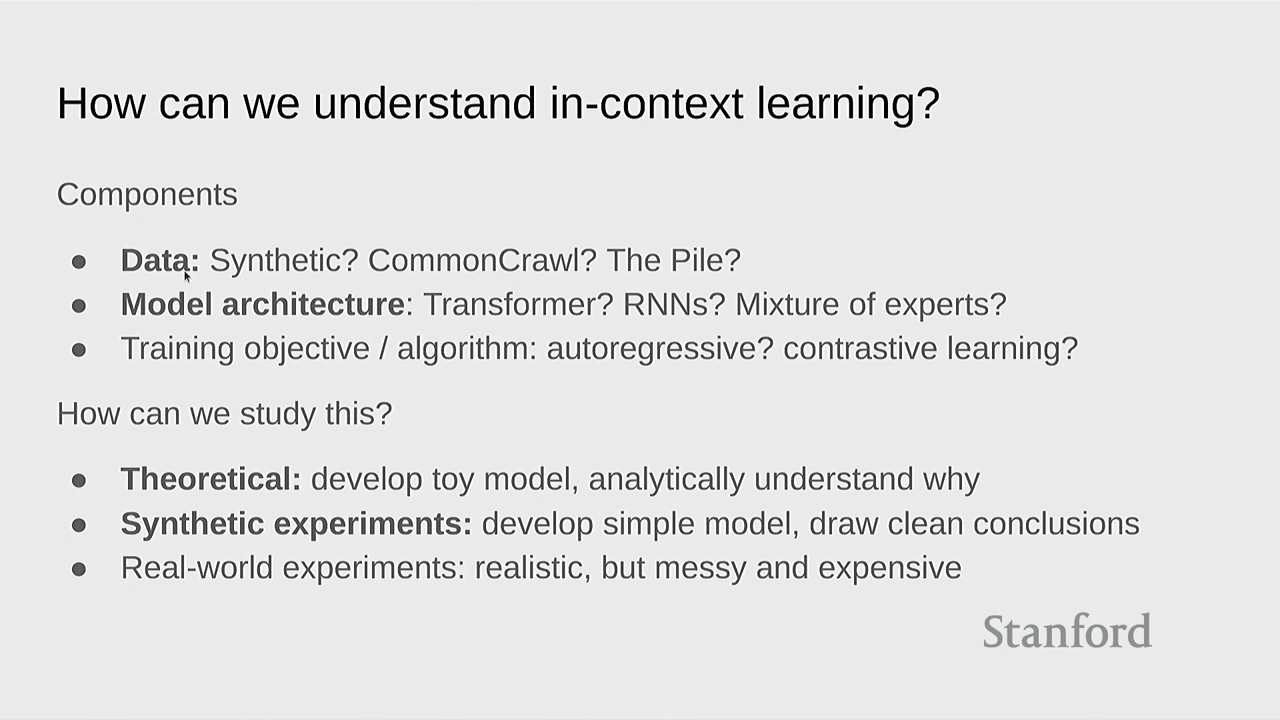 How can we understand in-context learning?
Components
● Data: Synthetic? CommonCrawl? The Pile?
● Model architecture: Transformer? RNNs? Mixture of experts?
● Training objective / algorithm: autoregressive? contrastive learning?
How can we study this?
● Theoretical: develop toy model, analytically understand why
● Synthetic experiments: develop simple model, draw clean conclusions
● Real-world experiments: realistic, but messy and expensive
Stanford